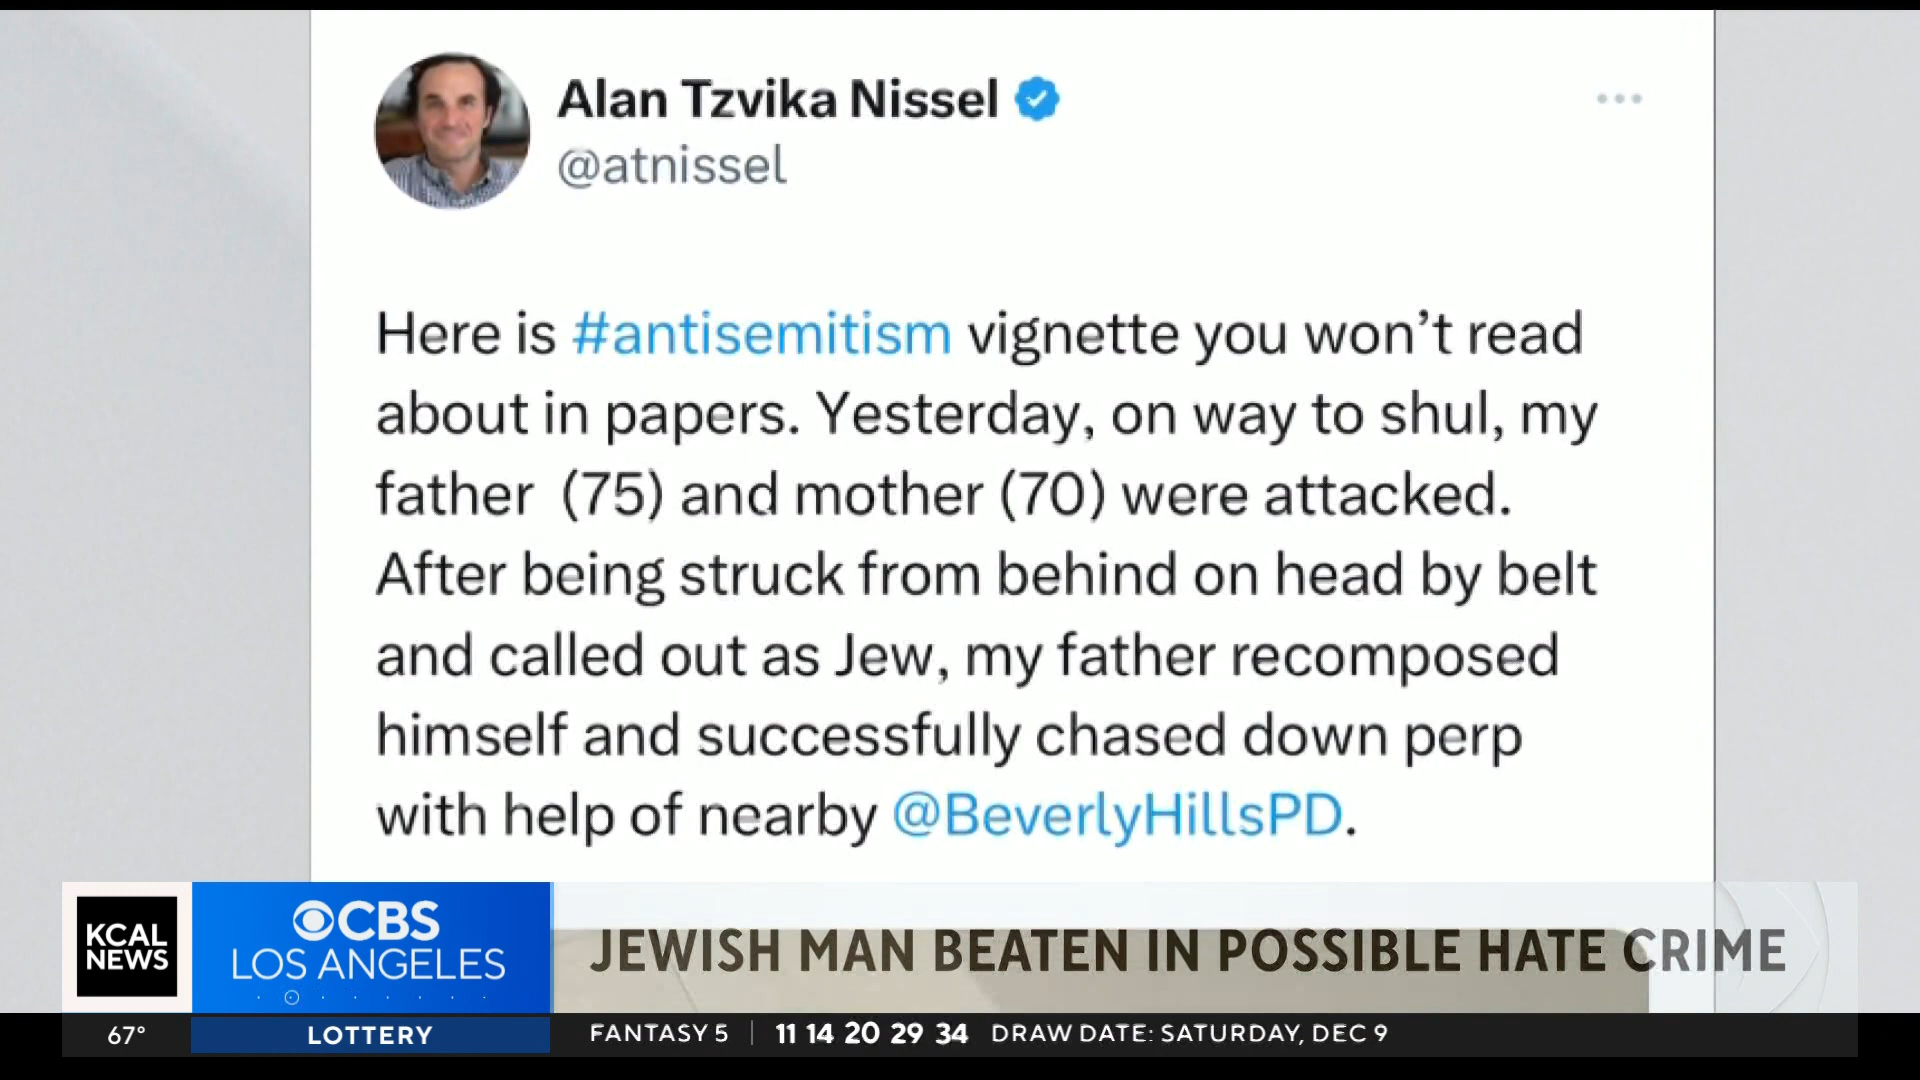 Alan Tzvika Nissel
@atnissel
Here is #antisemitism vignette you won't read
about in papers. Yesterday, on way to shul, my
father (75) and mother (70) were attacked.
After being struck from behind on head by belt
and called out as Jew, my father recomposed
himself and successfully chased down perp
with help of nearby @BeverlyHillsPD.
KCAL
NEWS
CBS
LOS ANGELES
JEWISH MAN BEATEN IN POSSIBLE HATE CRIME
67°
LOTTERY
FANTASY 5 | 11 14 20 29 34 DRAW DATE: SATURDAY, DEC 9